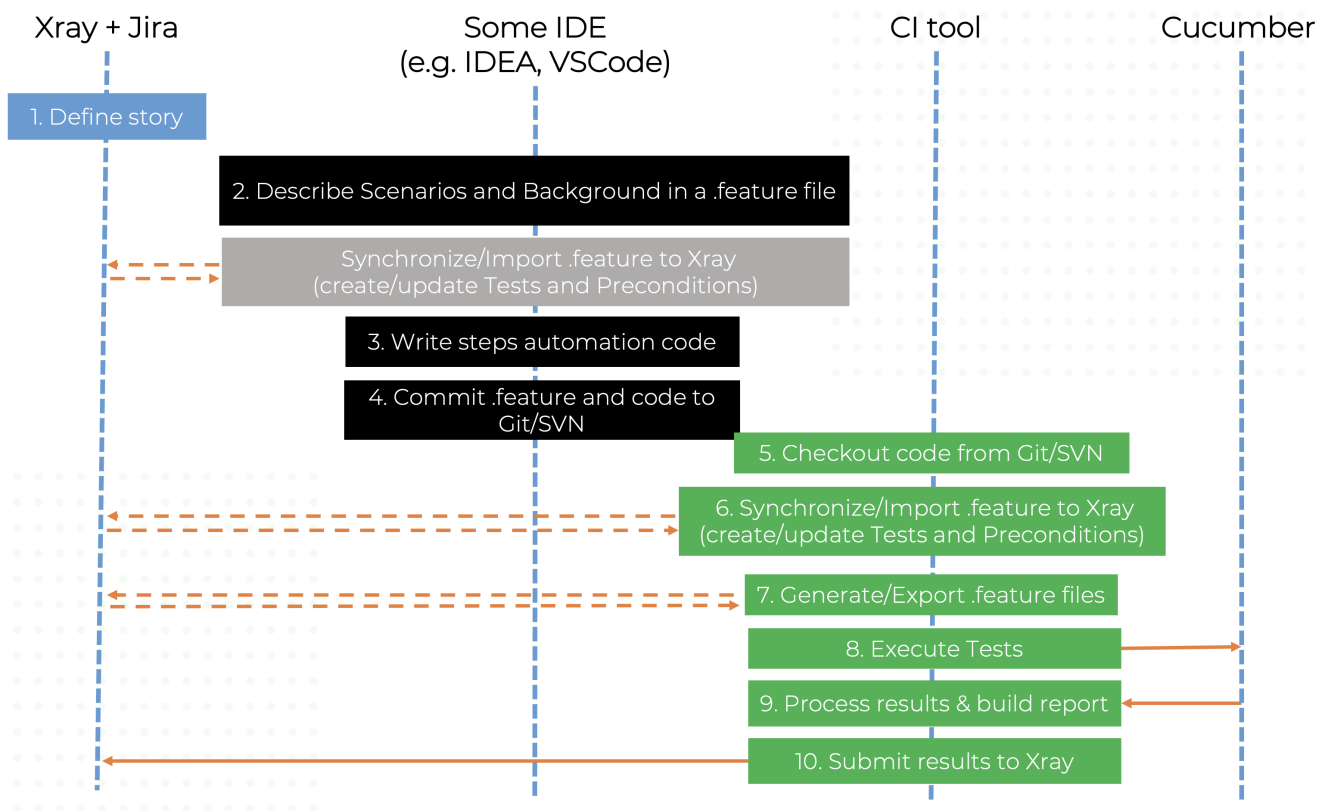 Xray + Jira
Some IDE
(e.g. IDEA, VSCode)
CI tool
Cucumber
1. Define story
2. Describe Scenarios and Background in a .feature file
Synchronize/Import .feature to Xray
(create/update Tests and Preconditions)
3. Write steps automation code
4. Commit .feature and code to
Git/SVN
5. Checkout code from Git/SVN
6. Synchronize/Import .feature to Xray
(create/update Tests and Preconditions)
7. Generate/Export .feature files
8. Execute Tests
9. Process results & build report
10. Submit results to Xray